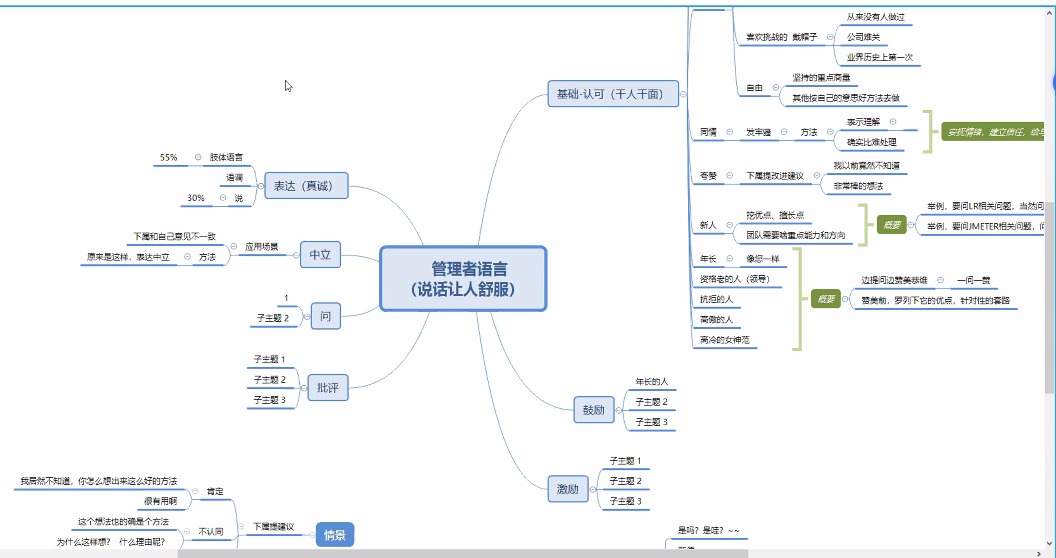 管理者语言
（说话让人舒服）
基础-认可（千人千面）
喜欢挑战的 戴帽子
从来没有人做过
公司难关
业界历史上第一次
自由
坚持的重点商量
其他按自己的意思好方法去做
同情
发牢骚
方法
表示理解
确实比难处理
安抚情绪，建立信任，给与
夸赞
下属提改进建议
我以前竟然不知道
非常棒的想法
新人
挖优点、擅长点
团队需要啥重点能力和方向
概要
举例，要问LR相关问题，当然问
举例，要问JMETER相关问题，
年长
像您一样
资格老的人（领导）
抗拒的人
高傲的人
高冷的女神范
概要
边提问边赞美恭维
一问一赞
赞美前，罗列下它的优点，针对性的套路
鼓励
年长的人
子主题 2
子主题 3
激励
子主题 1
子主题 2
子主题 3
是吗？是哇？~~
表达（真诚）
肢体语言
55%
语调
说
30%
中立
应用场景
下属和自己意见不一致
方法
原来是这样，表达中立
问
1
子主题 2
批评
子主题 1
子主题 2
子主题 3
情景
下属提建议
肯定
我居然不知道，你怎么想出来这么好的方法
很有用啊
不认同
这个想法也的确是个方法
为什么这样想？ 什么理由呢？